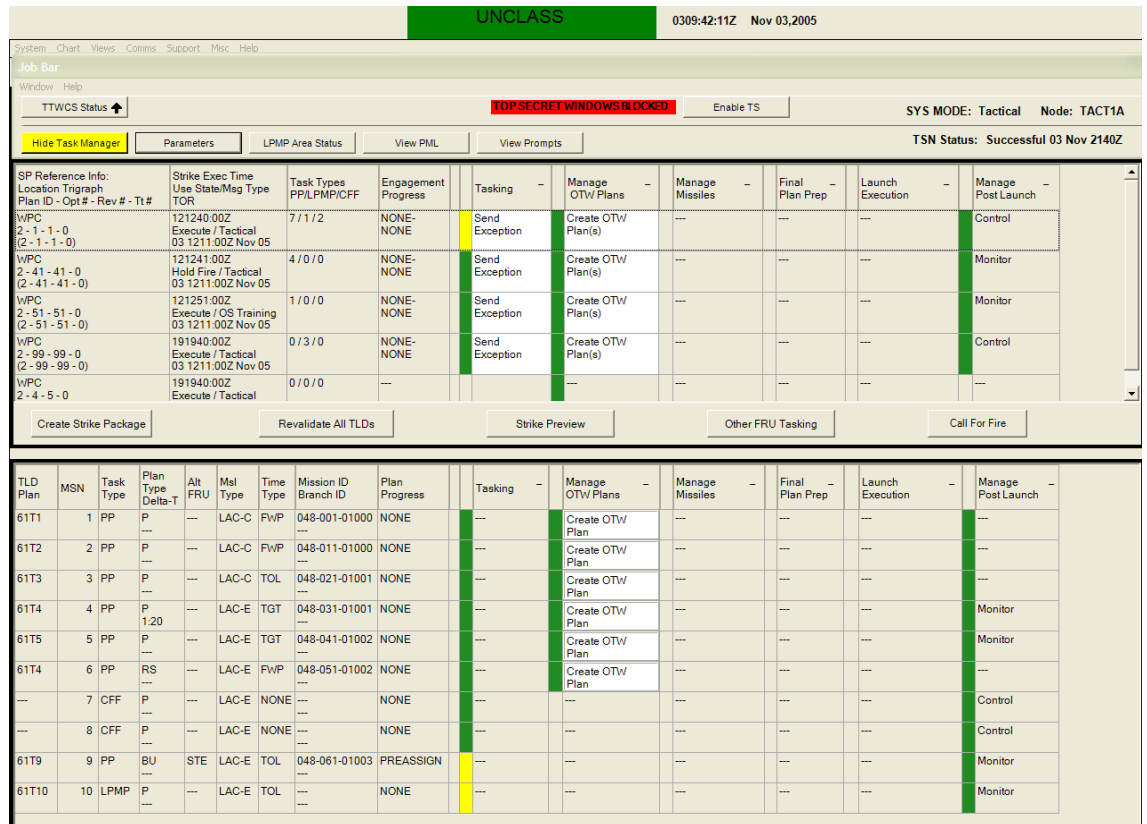 UNCLASS 0309:42:11Z Nov 03,2005
System Chart Views Comms Support Misc Help
Job Bar
Window Help
TTWCS Status TOP SECRET WINDOWS BLOCKED Enable TS SYS MODE: Tactical Node: TACT1A
Hide Task Manager Parameters LPMP Area Status View PML View Prompts TSN Status: Successful 03 Nov 2140Z
SP Reference Info: Strike Exec Time
Location Trigraph Use State/Msg Type Task Types Engagement Tasking – Manage – Manage – Final – Launch – Manage –
Plan ID - Opt # - Rev # - Tt # TOR PP/LPMP/CFF Progress OTW Plans Missiles Plan Prep Execution Post Launch
WPC 121240:00Z 7 / 1 / 2 NONE- Send Create OTW --- --- --- Control
2 - 1 - 1 - 0 Execute / Tactical NONE Exception Plan(s)
(2 - 1 - 1 - 0) 03 1211:00Z Nov 05
WPC 121241:00Z 4 / 0 / 0 NONE- Send Create OTW --- --- --- Monitor
2 - 41 - 41 - 0 Hold Fire / Tactical NONE Exception Plan(s)
(2 - 41 - 41 - 0) 03 1211:00Z Nov 05
WPC 121251:00Z 1 / 0 / 0 NONE- Send Create OTW --- --- --- Monitor
2 - 51 - 51 - 0 Execute / OS Training NONE Exception Plan(s)
(2 - 51 - 51 - 0) 03 1211:00Z Nov 05
WPC 191940:00Z 0 / 3 / 0 NONE- Send Create OTW --- --- --- Control
2 - 99 - 99 - 0 Execute / Tactical NONE Exception Plan(s)
(2 - 99 - 99 - 0) 03 1211:00Z Nov 05
WPC 191940:00Z 0 / 0 / 0 --- --- --- --- --- ---
2 - 4 - 5 - 0 Execute / Tactical
Create Strike Package Revalidate All TLDs Strike Preview Other FRU Tasking Call For Fire
TLD MSN Task Plan Alt Msl Time Mission ID Plan Tasking – Manage – Manage – Final – Launch – Manage –
Plan Type Type FRU Type Type Branch ID Progress OTW Plans Missiles Plan Prep Execution Post Launch
Delta-T
61T1 1 PP P --- LAC-C FWP 048-001-01000 NONE --- Create OTW --- --- --- ---
--- --- Plan
61T2 2 PP P --- LAC-C FWP 048-011-01000 NONE --- Create OTW --- --- --- ---
--- --- Plan
61T3 3 PP P --- LAC-C TOL 048-021-01001 NONE --- Create OTW --- --- --- ---
--- --- Plan
61T4 4 PP P --- LAC-E TGT 048-031-01001 NONE --- Create OTW --- --- --- Monitor
1:20 --- Plan
61T5 5 PP P --- LAC-E TGT 048-041-01002 NONE --- Create OTW --- --- --- Monitor
--- --- Plan
61T4 6 PP RS --- LAC-E FWP 048-051-01002 NONE --- Create OTW --- --- --- ---
--- --- Plan
--- 7 CFF P --- LAC-E NONE --- NONE --- --- --- --- --- Control
--- ---
--- 8 CFF P --- LAC-E NONE --- NONE --- --- --- --- --- Control
--- ---
61T9 9 PP BU STE LAC-E TOL 048-061-01003 PREASSIGN --- --- --- --- --- Monitor
--- ---
61T10 10 LPMP P --- LAC-E TOL --- NONE --- --- --- --- --- Monitor
--- ---